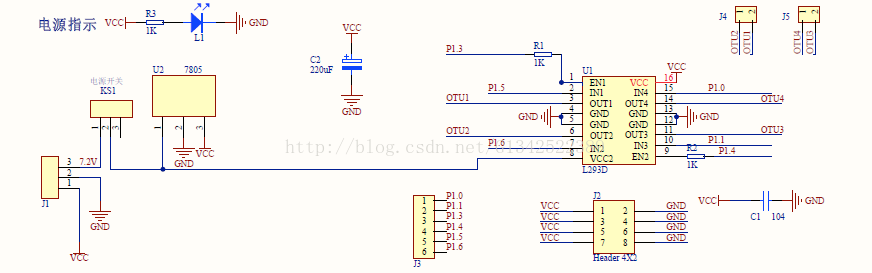 电源指示
VCC
R3
1K
L1
GND
VCC
C2
220uF
GND
J4
1
2
OTU2
OTU1
J5
1
2
OTU4
OTU3
电源开关
KS1
1
2
3
U2
7805
1
2
3
GND
VCC
J1
3
2
1
7.2V
GND
VCC
P1.3
R1
1K
U1
P1.5
OTU1
GND
OTU2
P1.6
1
2
3
4
5
6
7
8
EN1
IN1
OUT1
GND
GND
OUT2
IN2
VCC2
VCC
IN4
OUT4
GND
GND
OUT3
IN3
EN2
16
15
14
13
12
11
10
9
VCC
P1.0
OTU4
GND
OTU3
P1.1
R2
P1.4
1K
L293D
J3
1
2
3
4
5
6
P1.0
P1.1
P1.3
P1.4
P1.5
P1.6
J2
VCC
1
2
GND
VCC
3
4
GND
VCC
5
6
GND
VCC
7
8
GND
Header 4X2
VCC
C1
104
GND